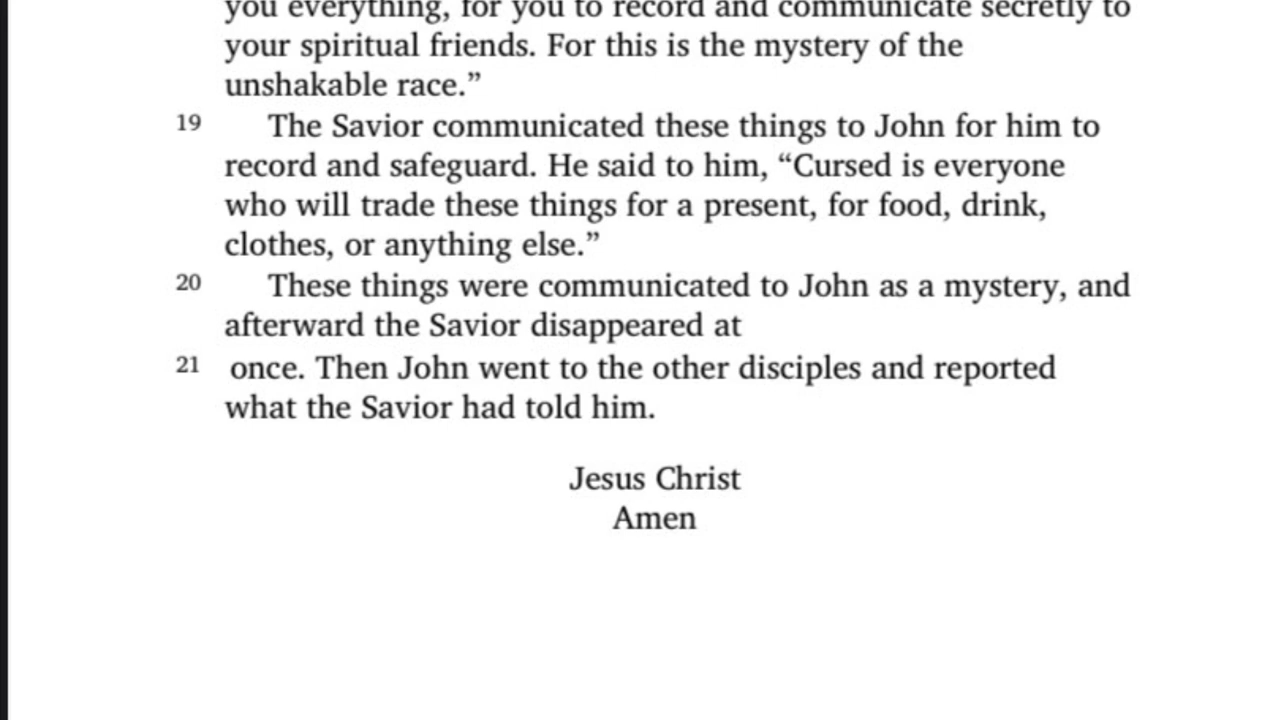 you everything, for you to record and communicate secretly to
your spiritual friends. For this is the mystery of the
unshakable race.”
19 The Savior communicated these things to John for him to
record and safeguard. He said to him, “Cursed is everyone
who will trade these things for a present, for food, drink,
clothes, or anything else.”
20 These things were communicated to John as a mystery, and
afterward the Savior disappeared at
21 once. Then John went to the other disciples and reported
what the Savior had told him.
Jesus Christ
Amen